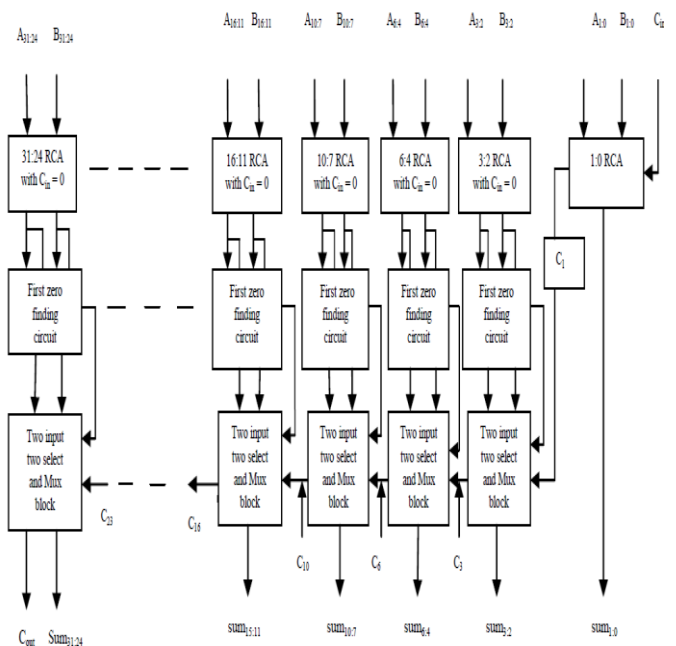 A31:24 B31:24 A16:11 B16:11 A10:7 B10:7 A6:4 B6:4 A3:2 B3:2 A1:0 B1:0 Cin
31:24 RCA
with Cin = 0
16:11 RCA
with Cin = 0
10:7 RCA
with Cin = 0
6:4 RCA
with Cin = 0
3:2 RCA
with Cin = 0
1:0 RCA
C1
First zero
finding
circuit
First zero
finding
circuit
First zero
finding
circuit
First zero
finding
circuit
First zero
finding
circuit
Two input
two select
and Mux
block
Two input
two select
and Mux
block
Two input
two select
and Mux
block
Two input
two select
and Mux
block
Two input
two select
and Mux
block
C23
C16
C10
C6
C3
Cout Sum31:24 sum15:11 sum10:7 sum6:4 sum3:2 sum1:0